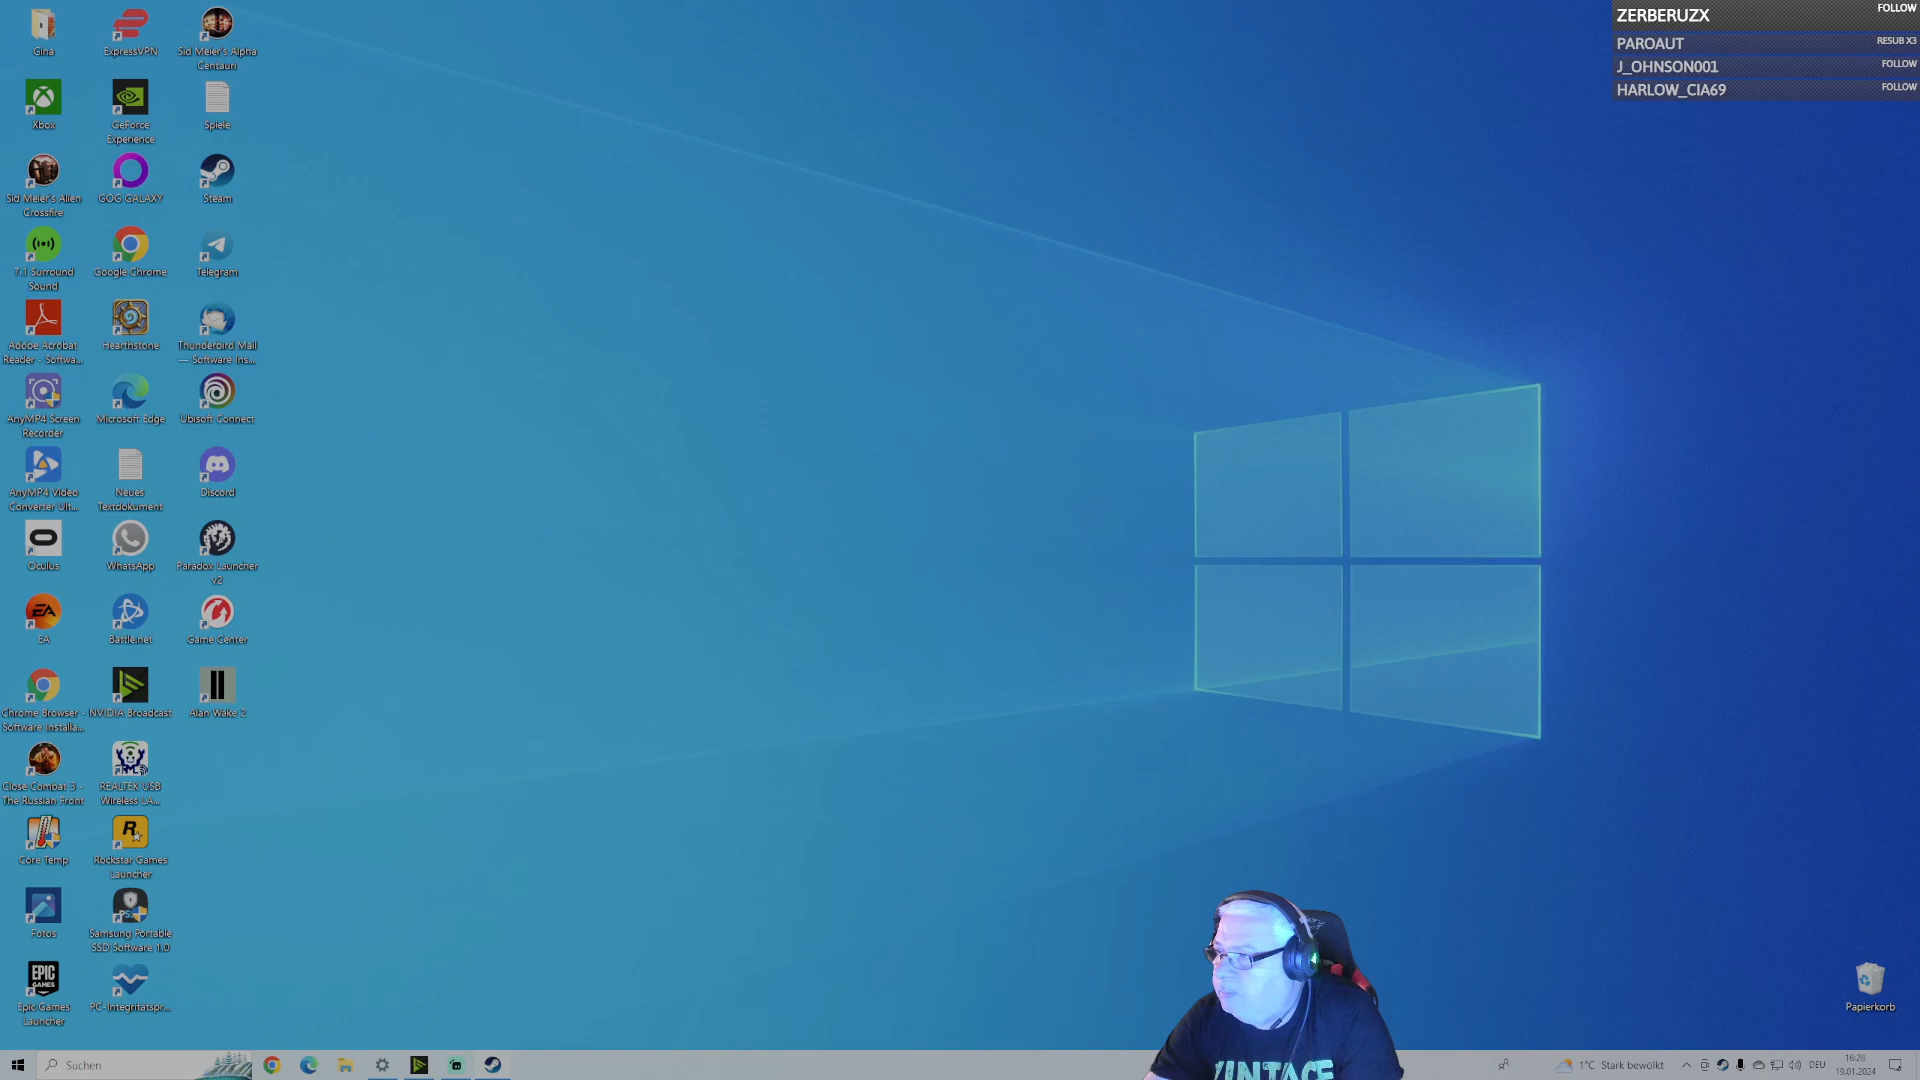 ZERBERUZX FOLLOW
PAROAUT RESUB X3
J_OHNSON001 FOLLOW
HARLOW_CIA69 FOLLOW
Gina
ExpressVPN
Sid Meier's Alpha
Centauri
Xbox
GeForce
Experience
Spiele
Sid Meier's Alien
Crossfire
GOG GALAXY
Steam
7.1 Surround
Sound
Google Chrome
Telegram
Adobe Acrobat
Reader - Softwa...
Hearthstone
Thunderbird Mail
— Software Ins...
AnyMP4 Screen
Recorder
Microsoft Edge
Ubisoft Connect
AnyMP4 Video
Converter Ult...
Neues
Textdokument
Discord
Oculus
WhatsApp
Paradox Launcher
v2
EA
EA
Battle.net
Game Center
Chrome Browser -
Software Installa...
NVIDIA Broadcast
Alan Wake 2
Close Combat 3 -
The Russian Front
REALTEK USB
Wireless LA...
Core Temp
R
Rockstar Games
Launcher
Fotos
Samsung Portable
SSD Software 1.0
EPIC
GAMES
Epic Games
Launcher
PC-Integritätspr...
Papierkorb
VINTAGE
Suchen
1°C Stark bewölkt
DEU
16:28
19.01.2024